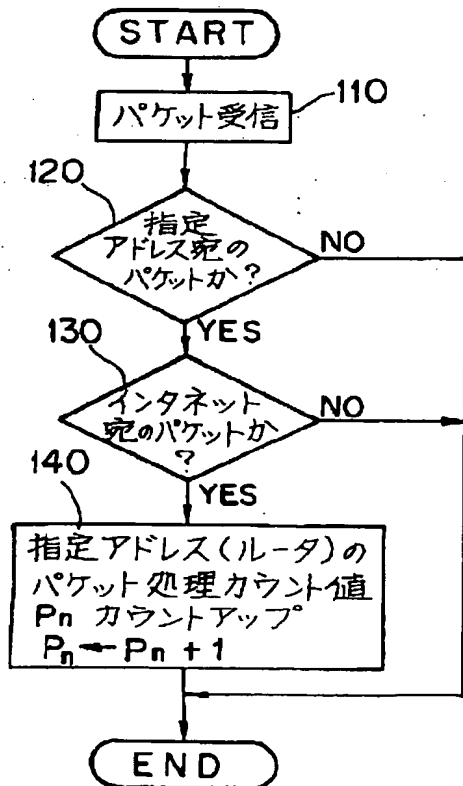 START
パケット受信
110
120
指定
アドレス宛の
パケットか?
NO
YES
130
インタネット
宛のパケットか
?
NO
YES
140
指定アドレス(ルータ)の
パケット処理カウント値
Pn カウントアップ
Pn ← Pn + 1
END